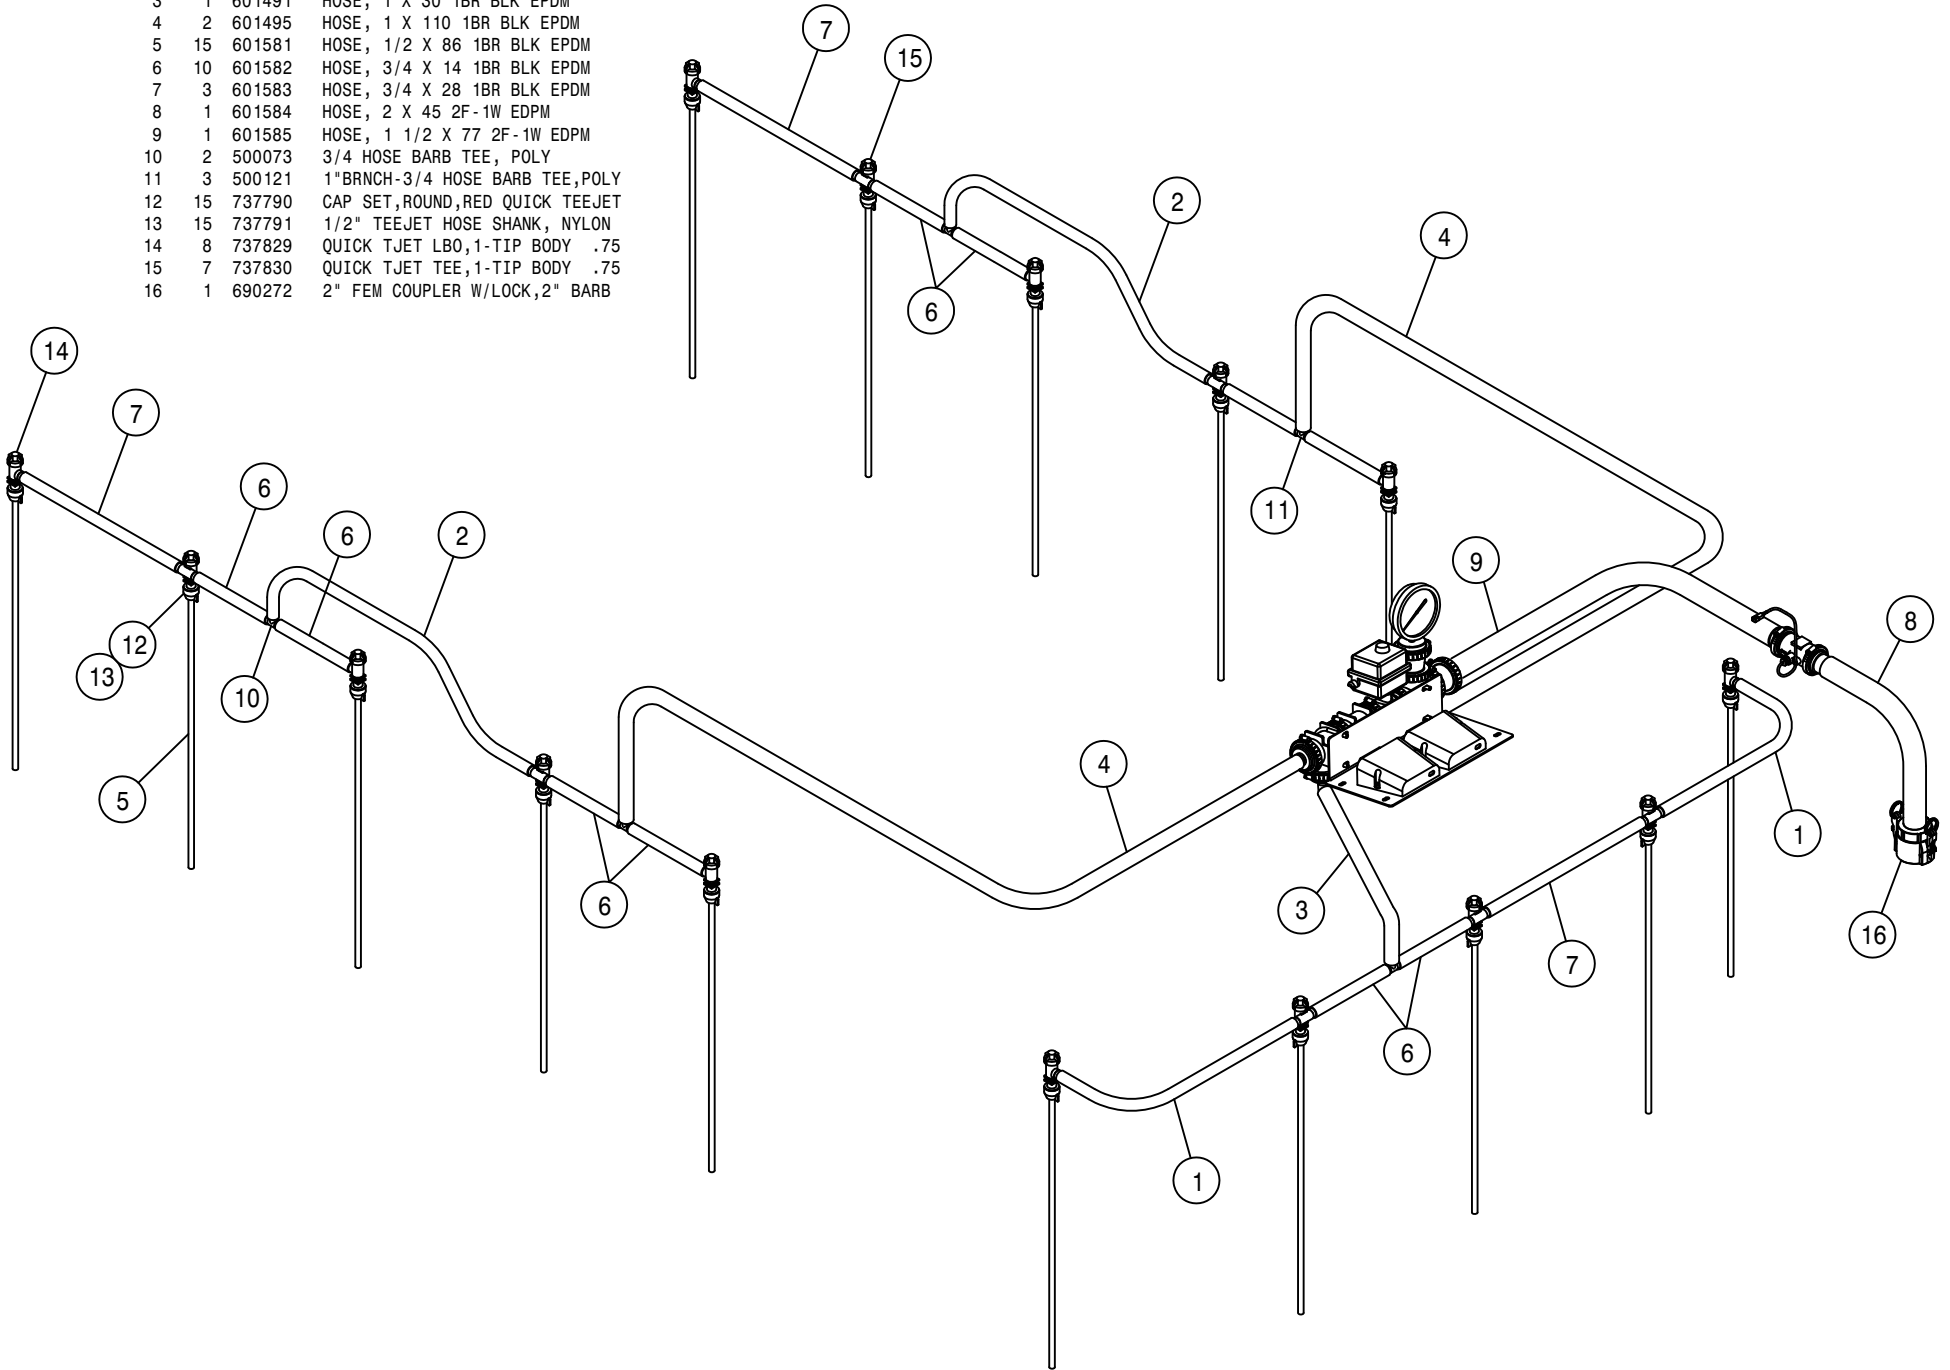 3 1 601491 HOSE, 1 X 30 1BR BLK EPDM
4 2 601495 HOSE, 1 X 110 1BR BLK EPDM
5 15 601581 HOSE, 1/2 X 86 1BR BLK EPDM
6 10 601582 HOSE, 3/4 X 14 1BR BLK EPDM
7 3 601583 HOSE, 3/4 X 28 1BR BLK EPDM
8 1 601584 HOSE, 2 X 45 2F-1W EDPM
9 1 601585 HOSE, 1 1/2 X 77 2F-1W EDPM
10 2 500073 3/4 HOSE BARB TEE, POLY
11 3 500121 1"BRNCH-3/4 HOSE BARB TEE,POLY
12 15 737790 CAP SET,ROUND,RED QUICK TEEJET
13 15 737791 1/2" TEEJET HOSE SHANK, NYLON
14 8 737829 QUICK TJET LBO,1-TIP BODY .75
15 7 737830 QUICK TJET TEE,1-TIP BODY .75
16 1 690272 2" FEM COUPLER W/LOCK,2" BARB
7
15
2
4
6
14
7
6
6
2
11
9
8
12
13
10
5
4
1
6
3
16
7
6
1